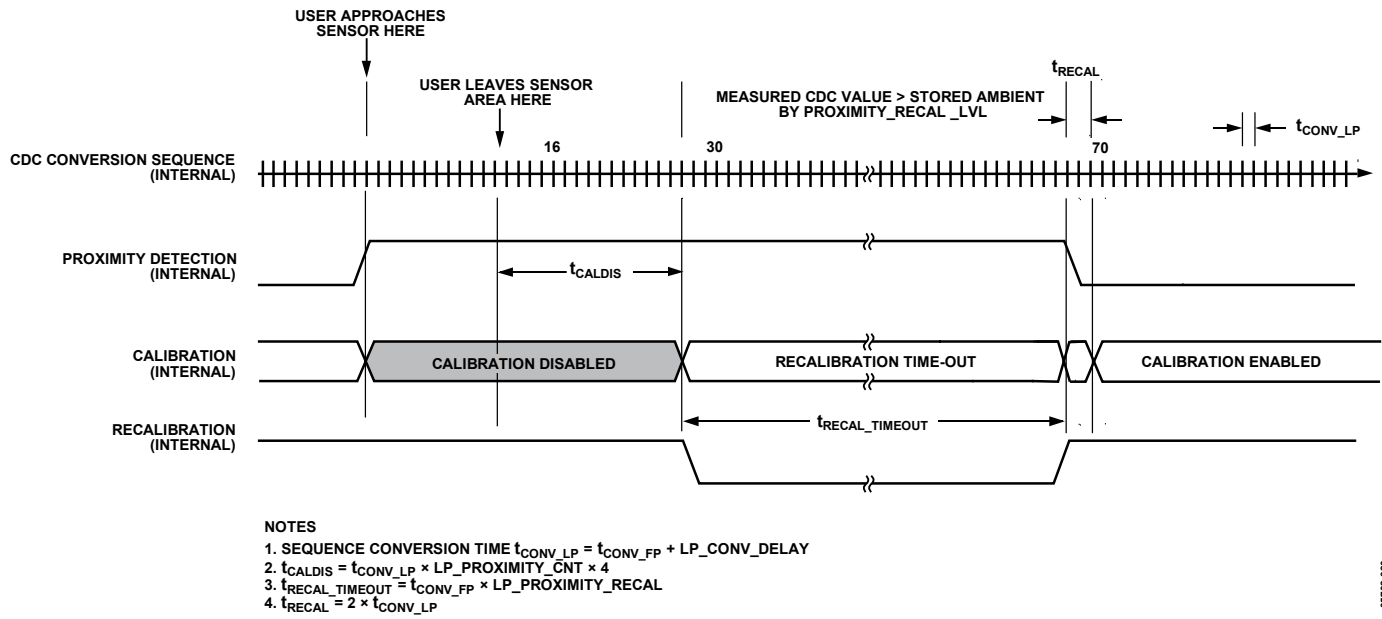 USER APPROACHES
SENSOR HERE
USER LEAVES SENSOR
AREA HERE
MEASURED CDC VALUE > STORED AMBIENT
BY PROXIMITY_RECAL _LVL
tRECAL
tCONV_LP
CDC CONVERSION SEQUENCE
(INTERNAL)
16
30
70
PROXIMITY DETECTION
(INTERNAL)
tCALDIS
CALIBRATION
(INTERNAL)
CALIBRATION DISABLED
RECALIBRATION TIME-OUT
CALIBRATION ENABLED
RECALIBRATION
(INTERNAL)
tRECAL_TIMEOUT
NOTES
1. SEQUENCE CONVERSION TIME tCONV_LP = tCONV_FP + LP_CONV_DELAY
2. tCALDIS = tCONV_LP × LP_PROXIMITY_CNT × 4
3. tRECAL_TIMEOUT = tCONV_FP × LP_PROXIMITY_RECAL
4. tRECAL = 2 × tCONV_LP